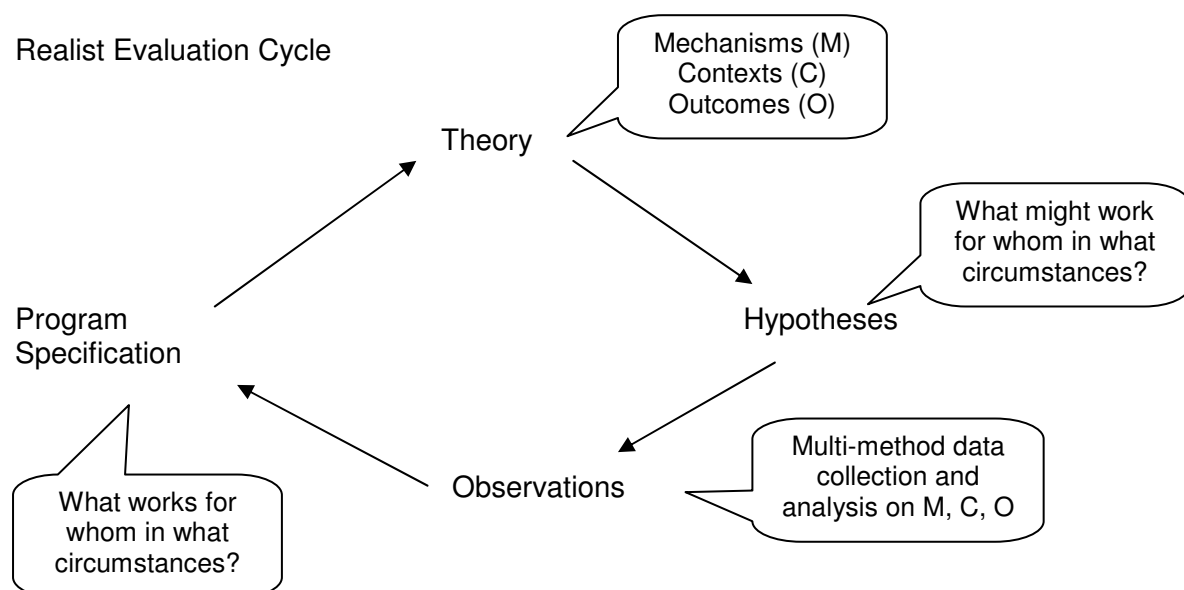 Realist Evaluation Cycle
Mechanisms (M)
Contexts (C)
Outcomes (O)
Theory
What might work
for whom in what
circumstances?
Hypotheses
Program
Specification
Multi-method data
collection and
analysis on M, C, O
Observations
What works for
whom in what
circumstances?